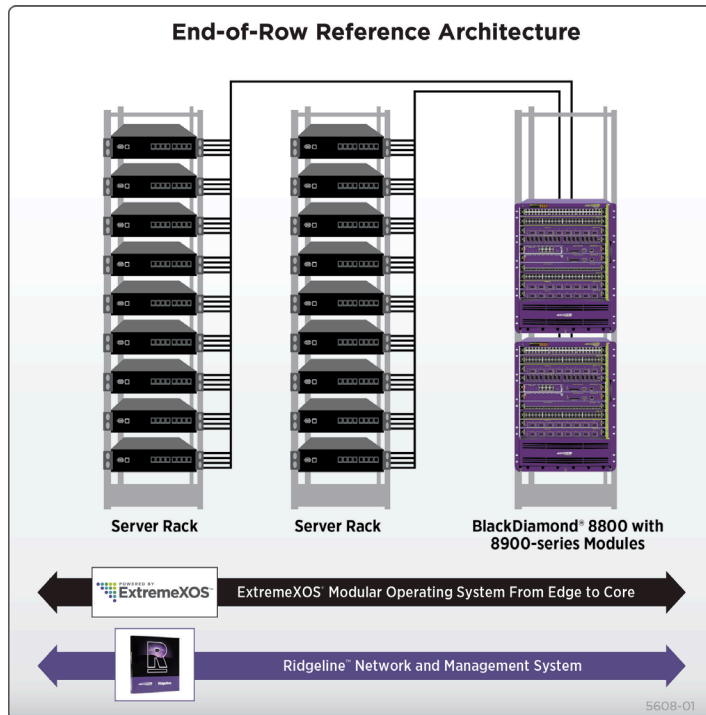 End-of-Row Reference Architecture
Server Rack
Server Rack
BlackDiamond® 8800 with
8900-series Modules
POWERED BY
ExtremeXOS™
ExtremeXOS® Modular Operating System From Edge to Core
R
Ridgeline™ Network and Management System
5608-01